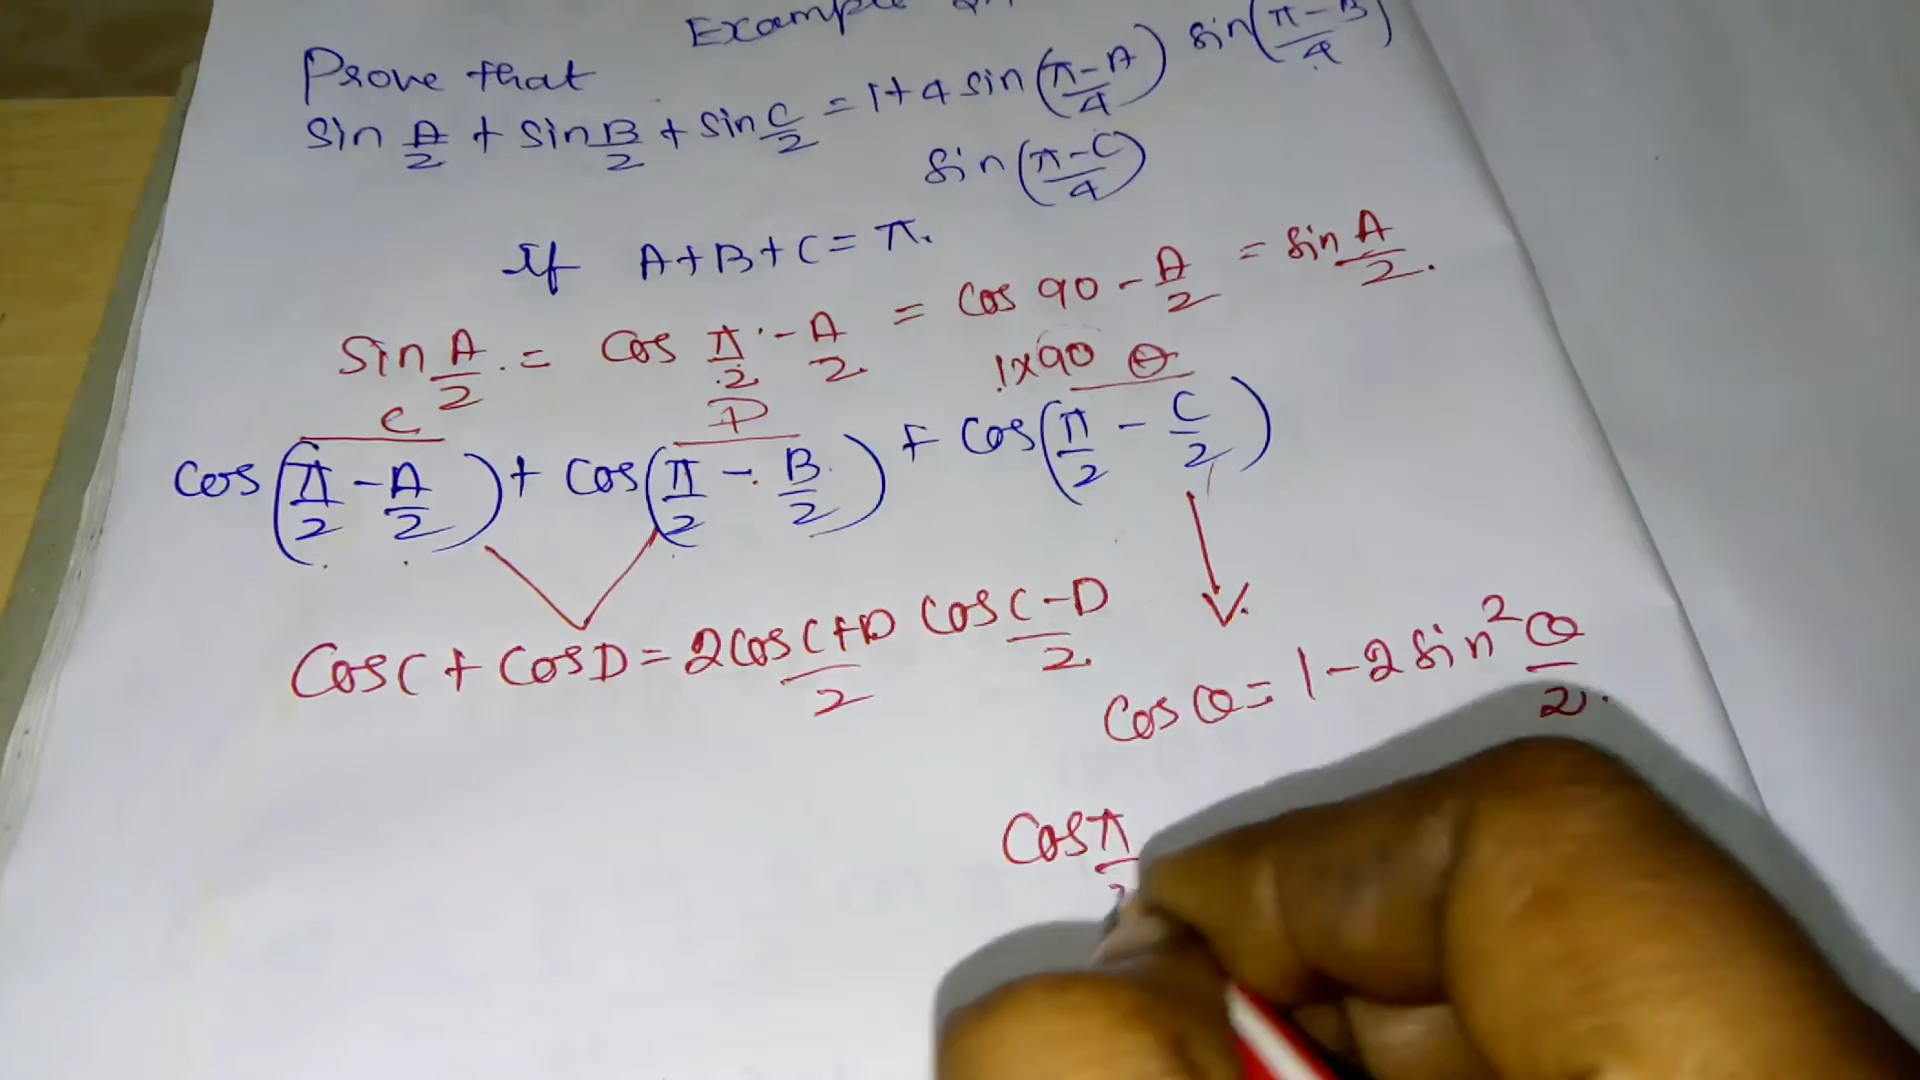 Example
Prove that
sin A/2 + sin B/2 + sin C/2 = 1+4 sin (π-A/4) sin (π-B/4)
sin (π-C/4)
If A+B+C = π.
sin A/2 = cos π/2 - A/2 = cos 90 - A/2 = sin A/2.
1x90 θ
C D
cos (π/2 - A/2) + cos (π/2 - B/2) + cos (π/2 - C/2)
cos C + cos D = 2 cos C+D/2 cos C-D/2
cos θ = 1 - 2 sin² θ/2.
cos π